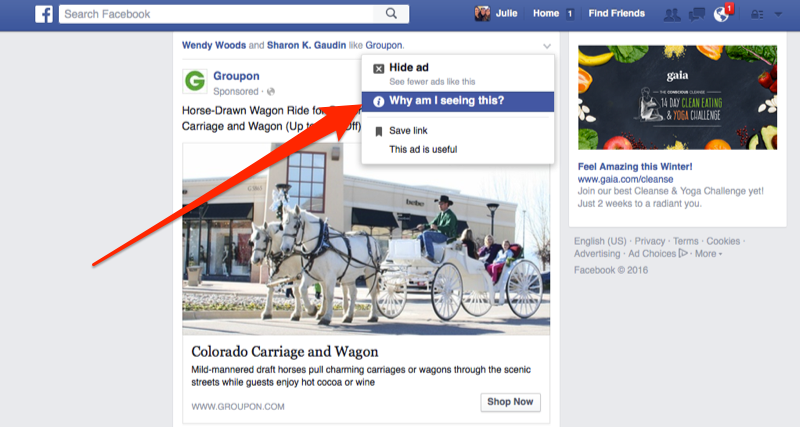 f
Search Facebook
Julie
Home 1
Find Friends
1
Wendy Woods and Sharon K. Gaudin like Groupon.
G
Groupon
Sponsored ·
Hide ad
See fewer ads like this
Why am I seeing this?
Save link
This ad is useful
Horse-Drawn Wagon Ride for
Carriage and Wagon (Up to Off)
bebe
Colorado Carriage and Wagon
Mild-mannered draft horses pull charming carriages or wagons through the scenic
streets while guests enjoy hot cocoa or wine
WWW.GROUPON.COM
Shop Now
gaia
THE CONSCIOUS CLEANSE
14 DAY CLEAN EATING
& YOGA CHALLENGE
Feel Amazing this Winter!
www.gaia.com/cleanse
Join our best Cleanse & Yoga Challenge yet!
Just 2 weeks to a radiant you.
English (US) · Privacy · Terms · Cookies ·
Advertising · Ad Choices · More
Facebook © 2016